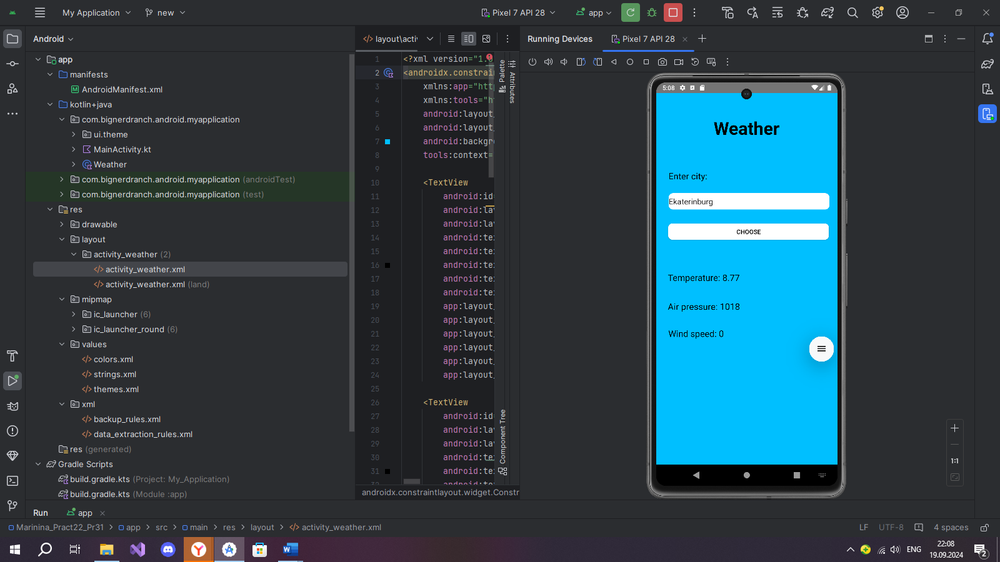 My Application
new
Pixel 7 API 28
app
Android
layout\acti
Running Devices
Pixel 7 API 28
app
manifests
AndroidManifest.xml
kotlin+java
com.bignerdranch.android.myapplication
ui.theme
MainActivity.kt
Weather
com.bignerdranch.android.myapplication (androidTest)
com.bignerdranch.android.myapplication (test)
res
drawable
layout
activity_weather (2)
activity_weather.xml
activity_weather.xml (land)
mipmap
ic_launcher (6)
ic_launcher_round (6)
values
colors.xml
strings.xml
themes.xml
xml
backup_rules.xml
data_extraction_rules.xml
res (generated)
Gradle Scripts
build.gradle.kts (Project: My_Application)
build.gradle.kts (Module :app)
1 <?xml version="1.
2 <androidx.constrai
3 xmlns:app="htt
4 xmlns:tools="h
5 android:layout_
6 android:layout_
7 android:backgr
8 tools:context=
9
10 <TextView
11 android:id=
12 android:la
13 android:la
14 android:te
15 android:te
16 android:te
17 android:te
18 android:te
19 app:layout_
20 app:layout_
21 app:layout_
22 app:layout_
23 app:layout_
24 app:layout_
25
26 <TextView
27 android:id=
28 android:la
29 android:la
30 android:te
31 android:te
Palette
Attributes
Component Tree
androidx.constraintlayout.widget.Constr
5:08
Weather
Enter city:
Ekaterinburg
CHOOSE
Temperature: 8.77
Air pressure: 1018
Wind speed: 0
1:1
Run
app
Marinina_Pract22_Pr31 > app > src > main > res > layout > activity_weather.xml
LF
UTF-8
4 spaces
ENG
22:08
19.09.2024
2